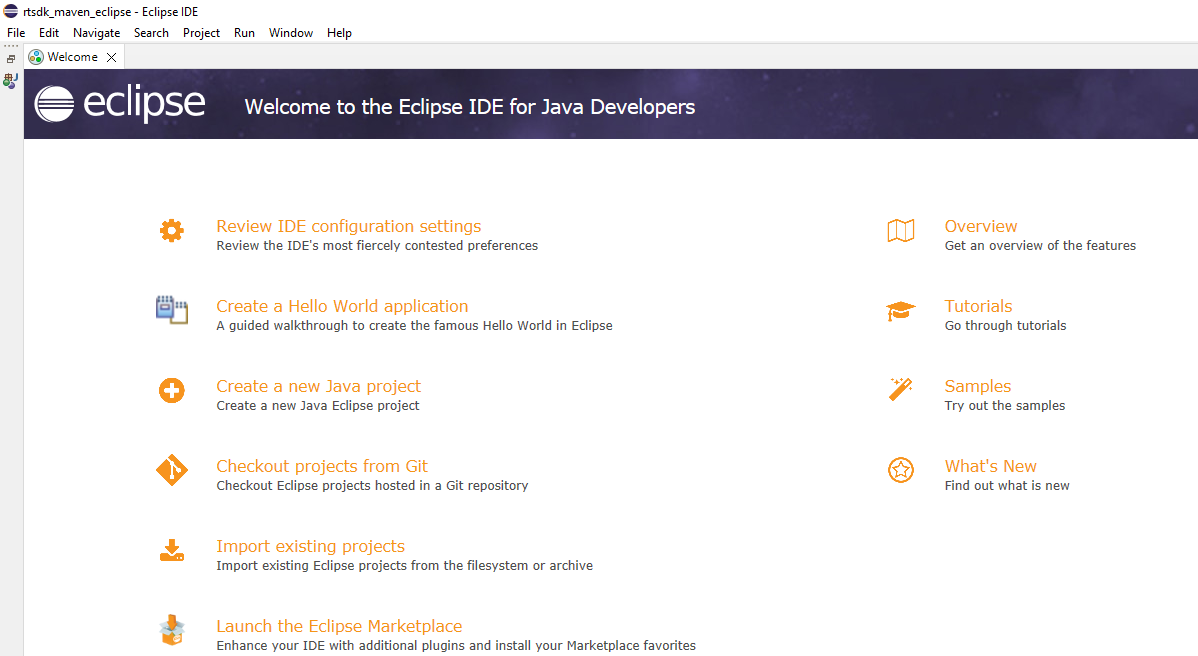 rtsdk_maven_eclipse - Eclipse IDE
File Edit Navigate Search Project Run Window Help
Welcome
eclipse Welcome to the Eclipse IDE for Java Developers
Review IDE configuration settings
Review the IDE's most fiercely contested preferences
Create a Hello World application
A guided walkthrough to create the famous Hello World in Eclipse
Create a new Java project
Create a new Java Eclipse project
Checkout projects from Git
Checkout Eclipse projects hosted in a Git repository
Import existing projects
Import existing Eclipse projects from the filesystem or archive
Launch the Eclipse Marketplace
Enhance your IDE with additional plugins and install your Marketplace favorites
Overview
Get an overview of the features
Tutorials
Go through tutorials
Samples
Try out the samples
What's New
Find out what is new